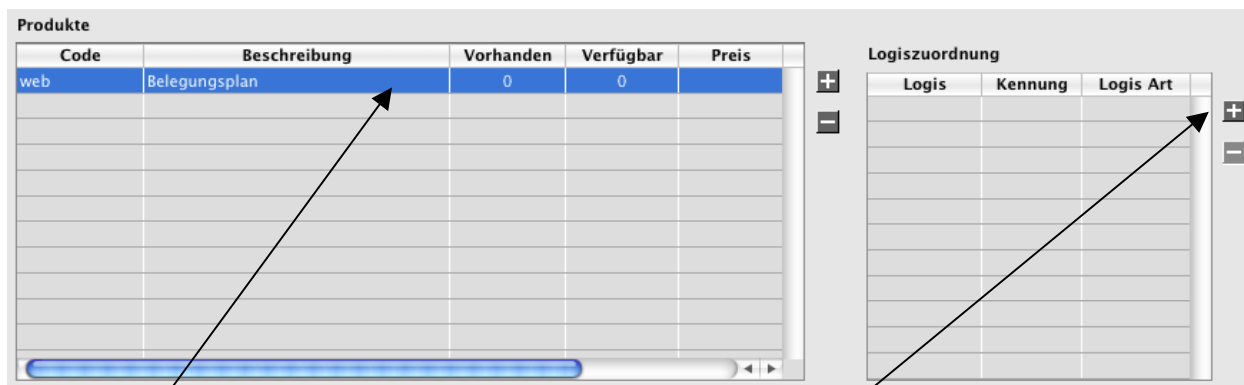 Produkte
Code Beschreibung Vorhanden Verfügbar Preis
web Belegungsplan 0 0
Logiszuordnung
Logis Kennung Logis Art